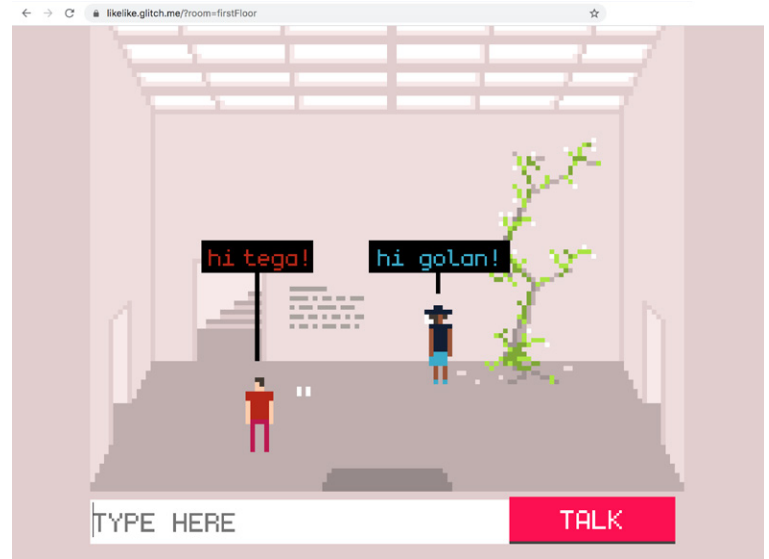 likelike.glitch.me/?room=firstFloor
hi tega!
hi golan!
TYPE HERE
TALK